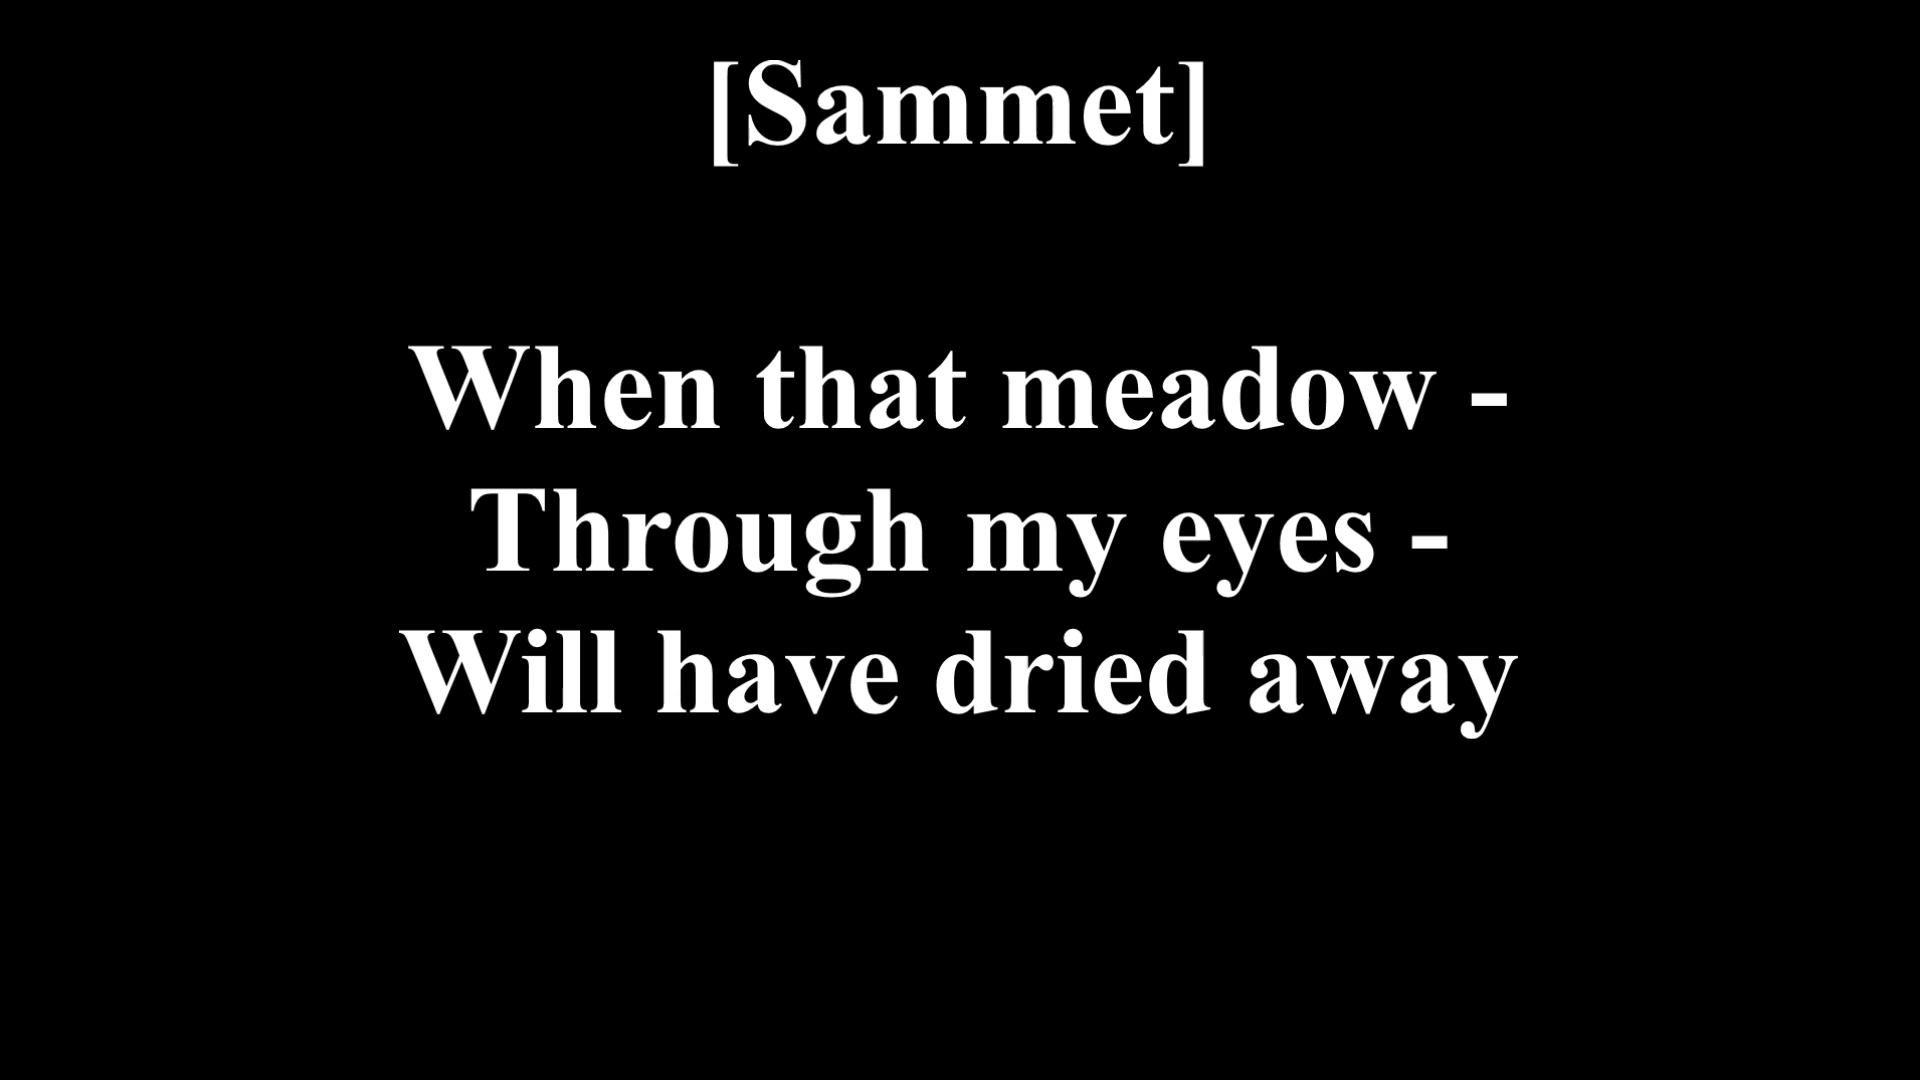 [Sammet]
When that meadow -
Through my eyes -
Will have dried away